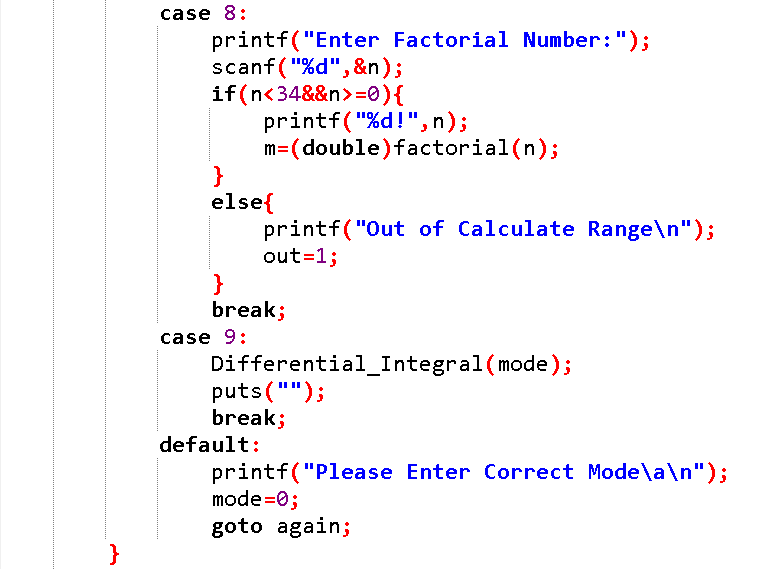 case 8:
printf("Enter Factorial Number:");
scanf("%d",&n);
if(n<34&&n>=0){
printf("%d!",n);
m=(double)factorial(n);
}
else{
printf("Out of Calculate Range\n");
out=1;
}
break;
case 9:
Differential_Integral(mode);
puts("");
break;
default:
printf("Please Enter Correct Mode\a\n");
mode=0;
goto again;
}